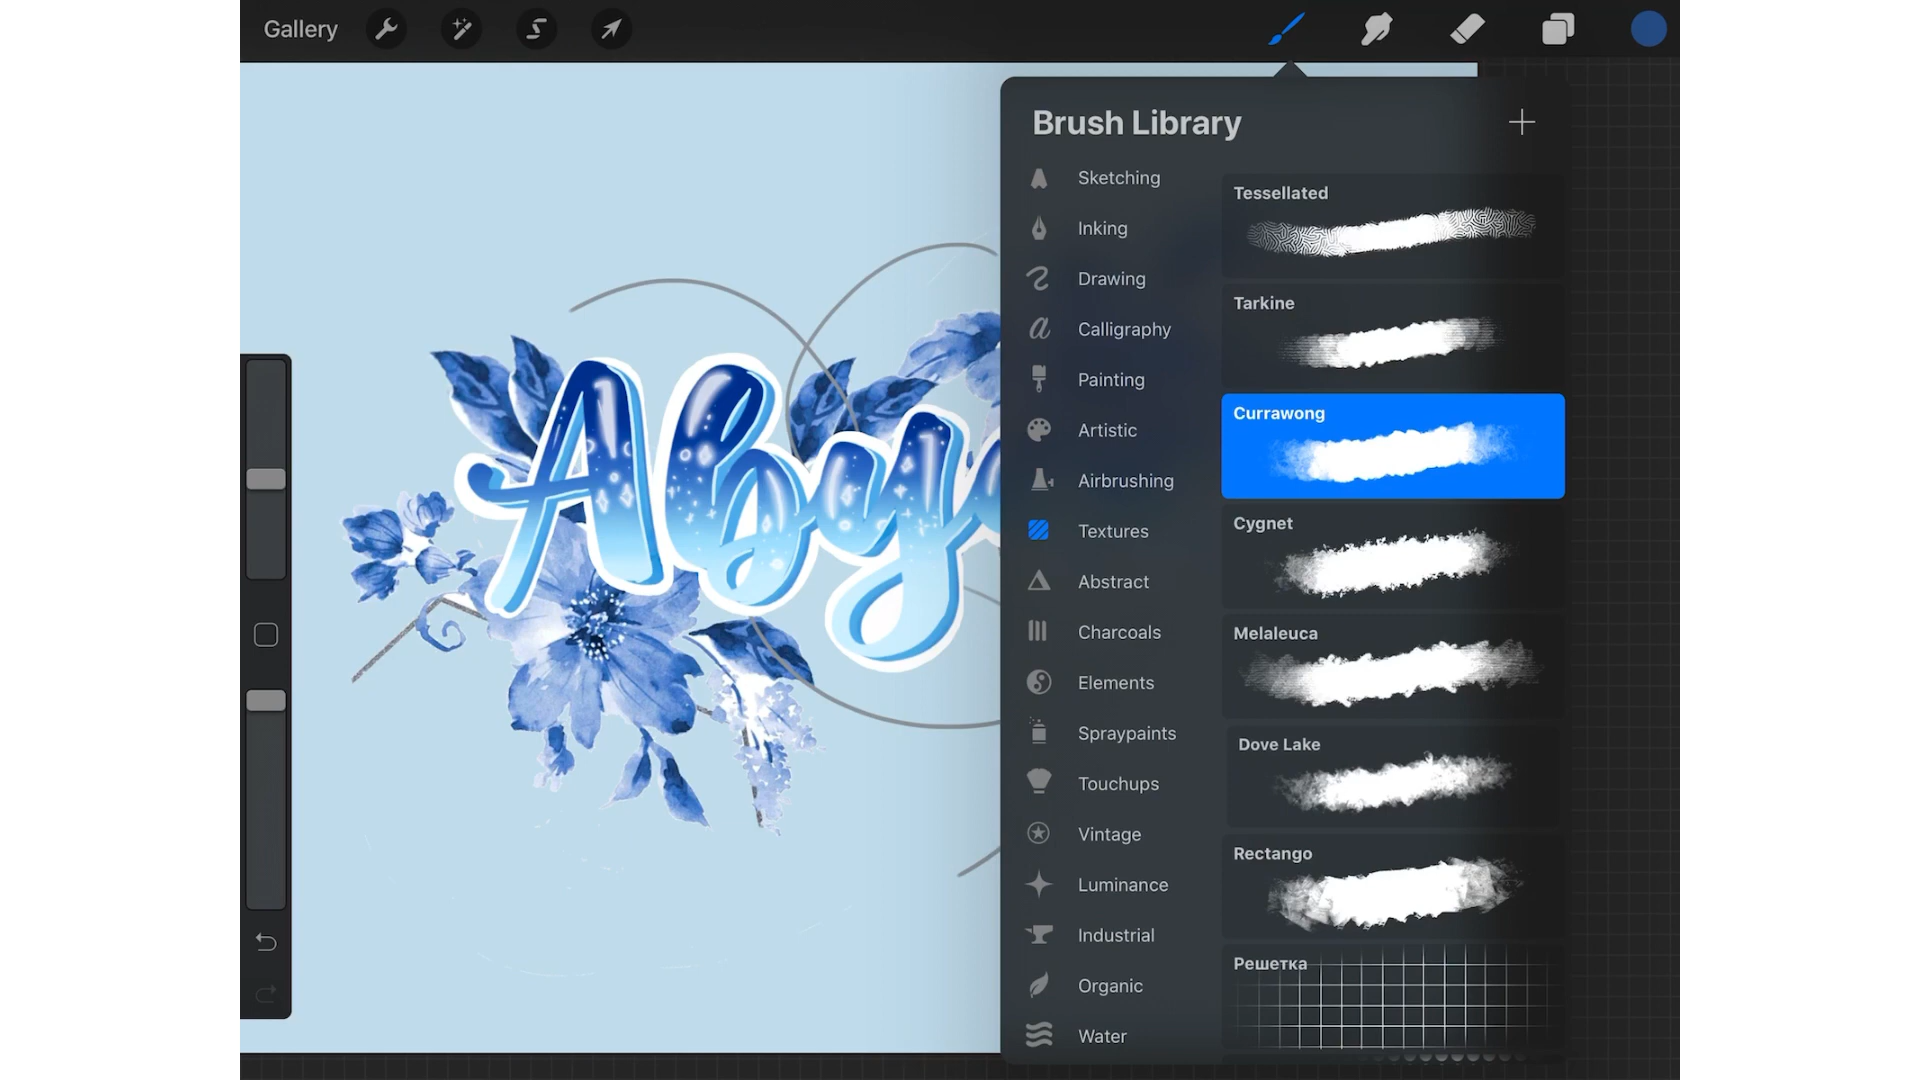 Gallery
Brush Library
Sketching
Inking
Drawing
Calligraphy
Painting
Artistic
Airbrushing
Textures
Abstract
Charcoals
Elements
Spraypaints
Touchups
Vintage
Luminance
Industrial
Organic
Water
Tessellated
Tarkine
Currawong
Cygnet
Melaleuca
Dove Lake
Rectango
Решетка
Aby